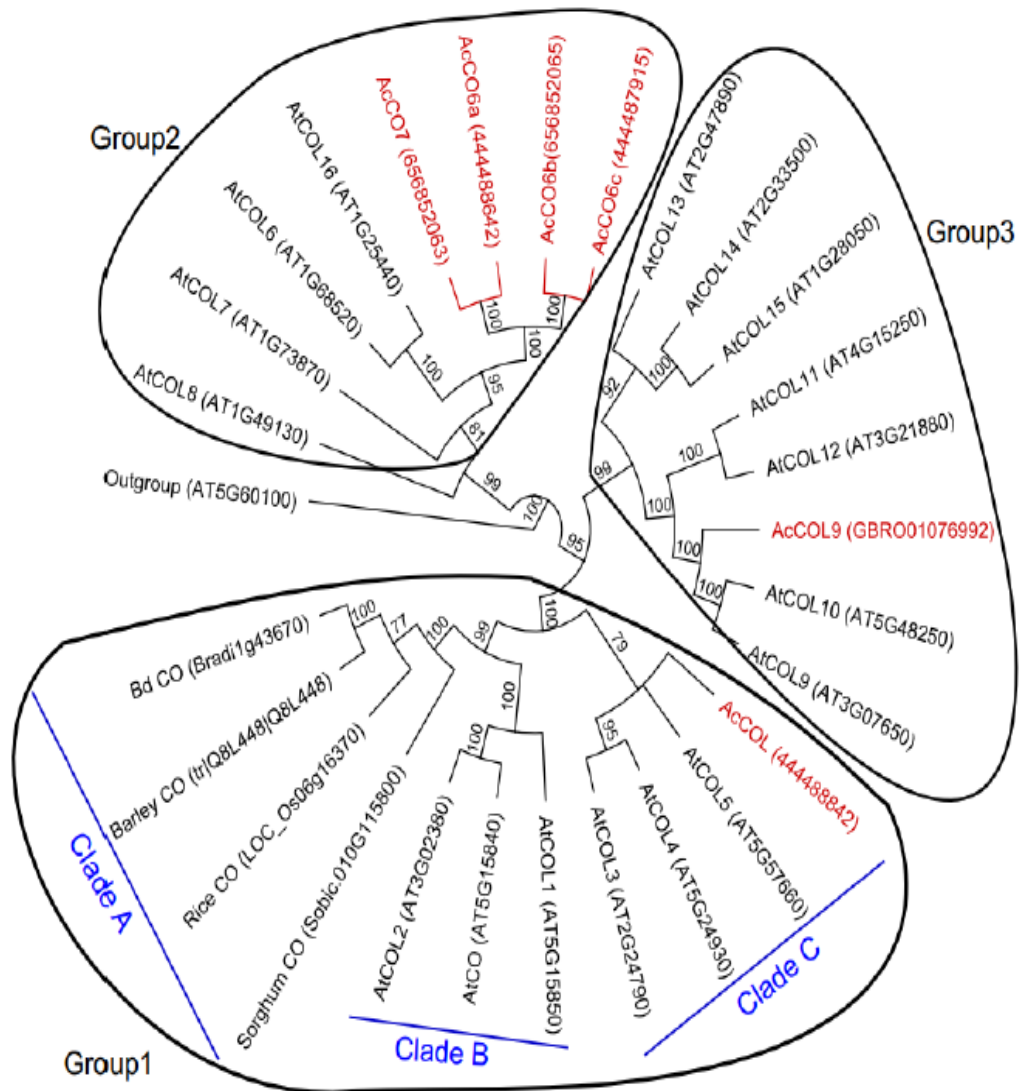 Group2
AtCOL8 (AT1G49130)
AtCOL7 (AT1G73870)
AtCOL6 (AT1G68520)
AtCOL16 (AT1G25440)
AcCO7 (656852063)
AcCO6a (444488642)
AcCO6b(656852065)
AcCO6c (444487915)
100
100
100
100
95
81
99
Outgroup (AT5G60100)
100
95
Group3
AtCOL13 (AT2G47890)
AtCOL14 (AT2G33500)
AtCOL15 (AT1G28050)
AtCOL11 (AT4G15250)
AtCOL12 (AT3G21880)
AcCOL9 (GBRO01076992)
AtCOL10 (AT5G48250)
AtCOL9 (AT3G07650)
92
100
99
100
100
100
100
Group1
Bd CO (Bradi1g43670)
Barley CO (tr|Q8L448|Q8L448)
Rice CO (LOC_Os06g16370)
Sorghum CO (Sobic.010G115800)
Clade A
AtCOL2 (AT3G02380)
AtCO (AT5G15840)
AtCOL1 (AT5G15850)
Clade B
AtCOL3 (AT2G24790)
AtCOL4 (AT5G24930)
AtCOL5 (AT5G57660)
AcCOL (444488842)
Clade C
100
77
100
99
100
100
100
79
95